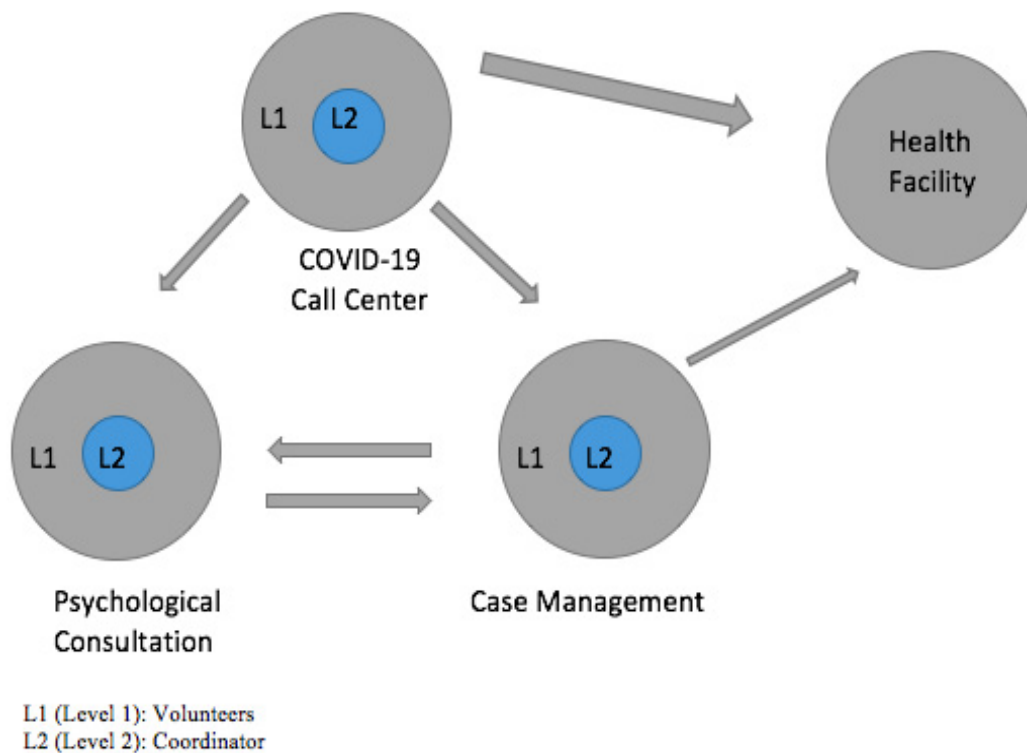 L1 L2
COVID-19
Call Center
Health
Facility
L1 L2
Psychological
Consultation
L1 L2
Case Management
L1 (Level 1): Volunteers
L2 (Level 2): Coordinator